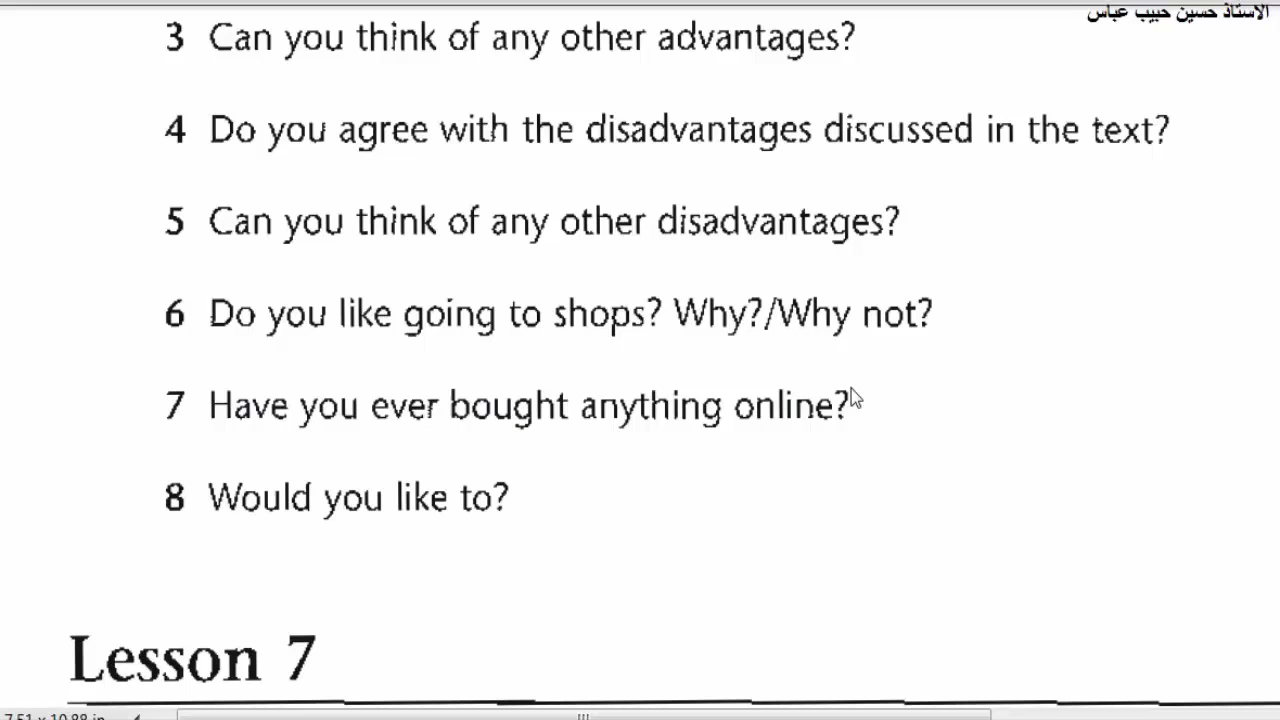 الاستاذ حسين حبيب عباس
3 Can you think of any other advantages?
4 Do you agree with the disadvantages discussed in the text?
5 Can you think of any other disadvantages?
6 Do you like going to shops? Why?/Why not?
7 Have you ever bought anything online?
8 Would you like to?
Lesson 7
7.51 x 10.88 in